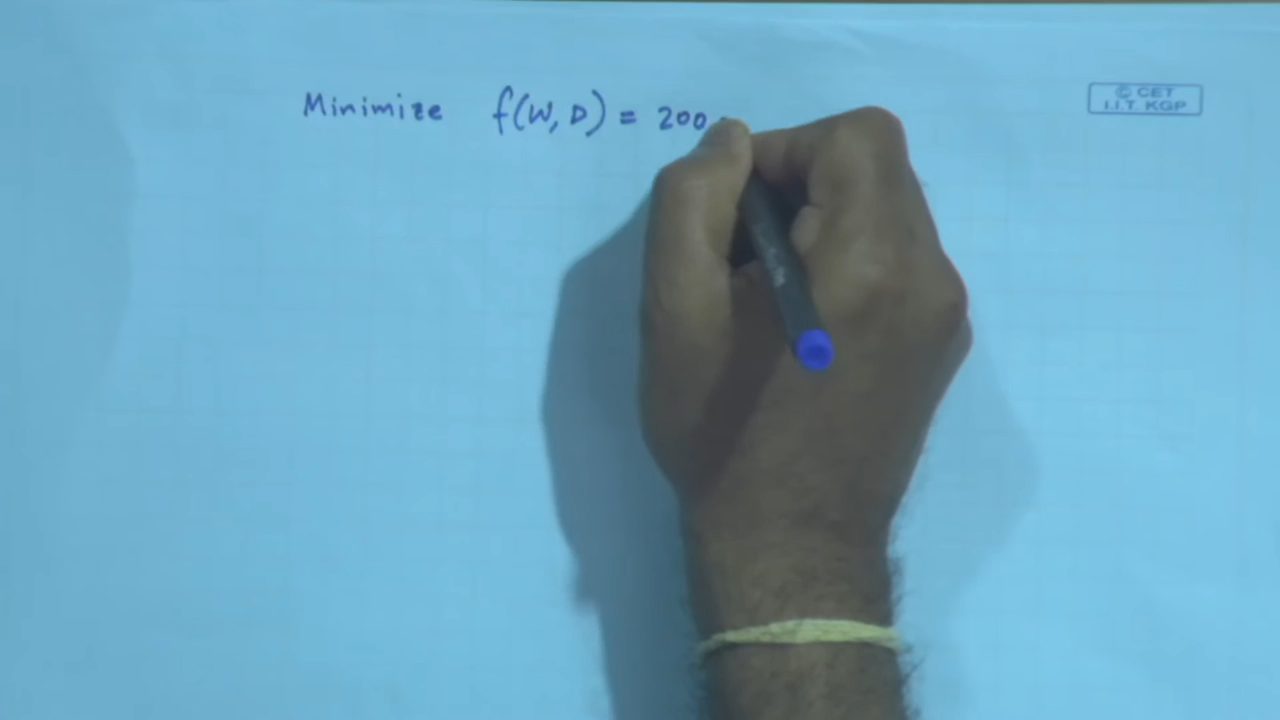 Minimize f(W, D) = 200
© CET
I.I.T. KGP